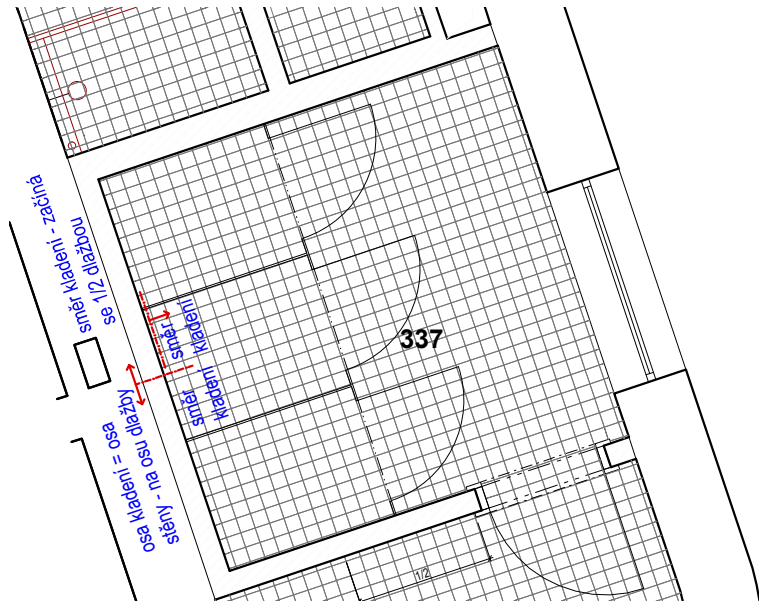 směr kladení - začíná
se 1/2 dlažbou
směr
kladení
337
směr
kladení
osa kladení = osa
stěny - na osu dlažby
1/2